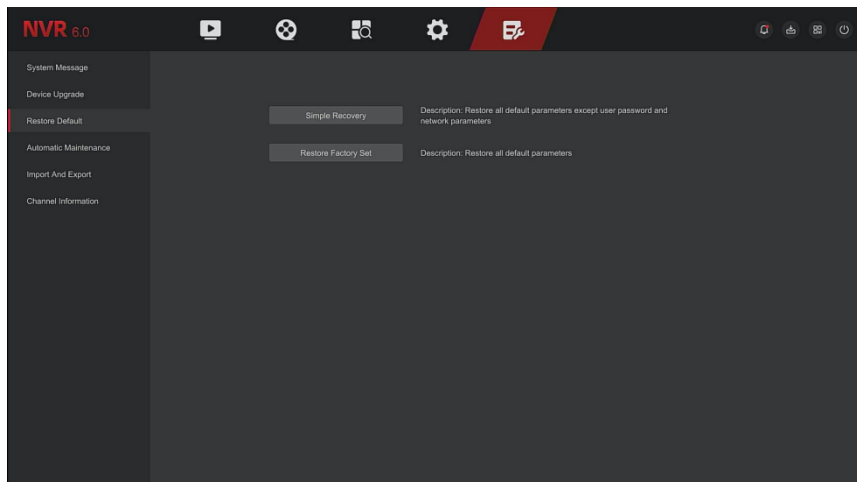 NVR 6.0
System Message
Device Upgrade
Restore Default
Automatic Maintenance
Import And Export
Channel Information
Simple Recovery
Description: Restore all default parameters except user password and
network parameters
Restore Factory Set
Description: Restore all default parameters